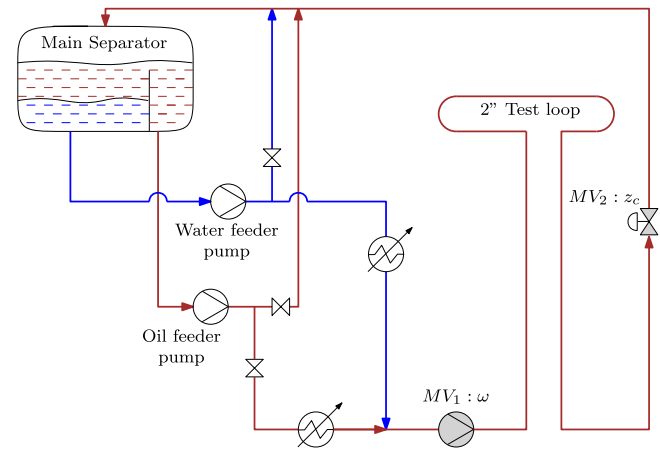 Main Separator
2” Test loop
MV₂ : z_c
Water feeder
pump
Oil feeder
pump
MV₁ : ω